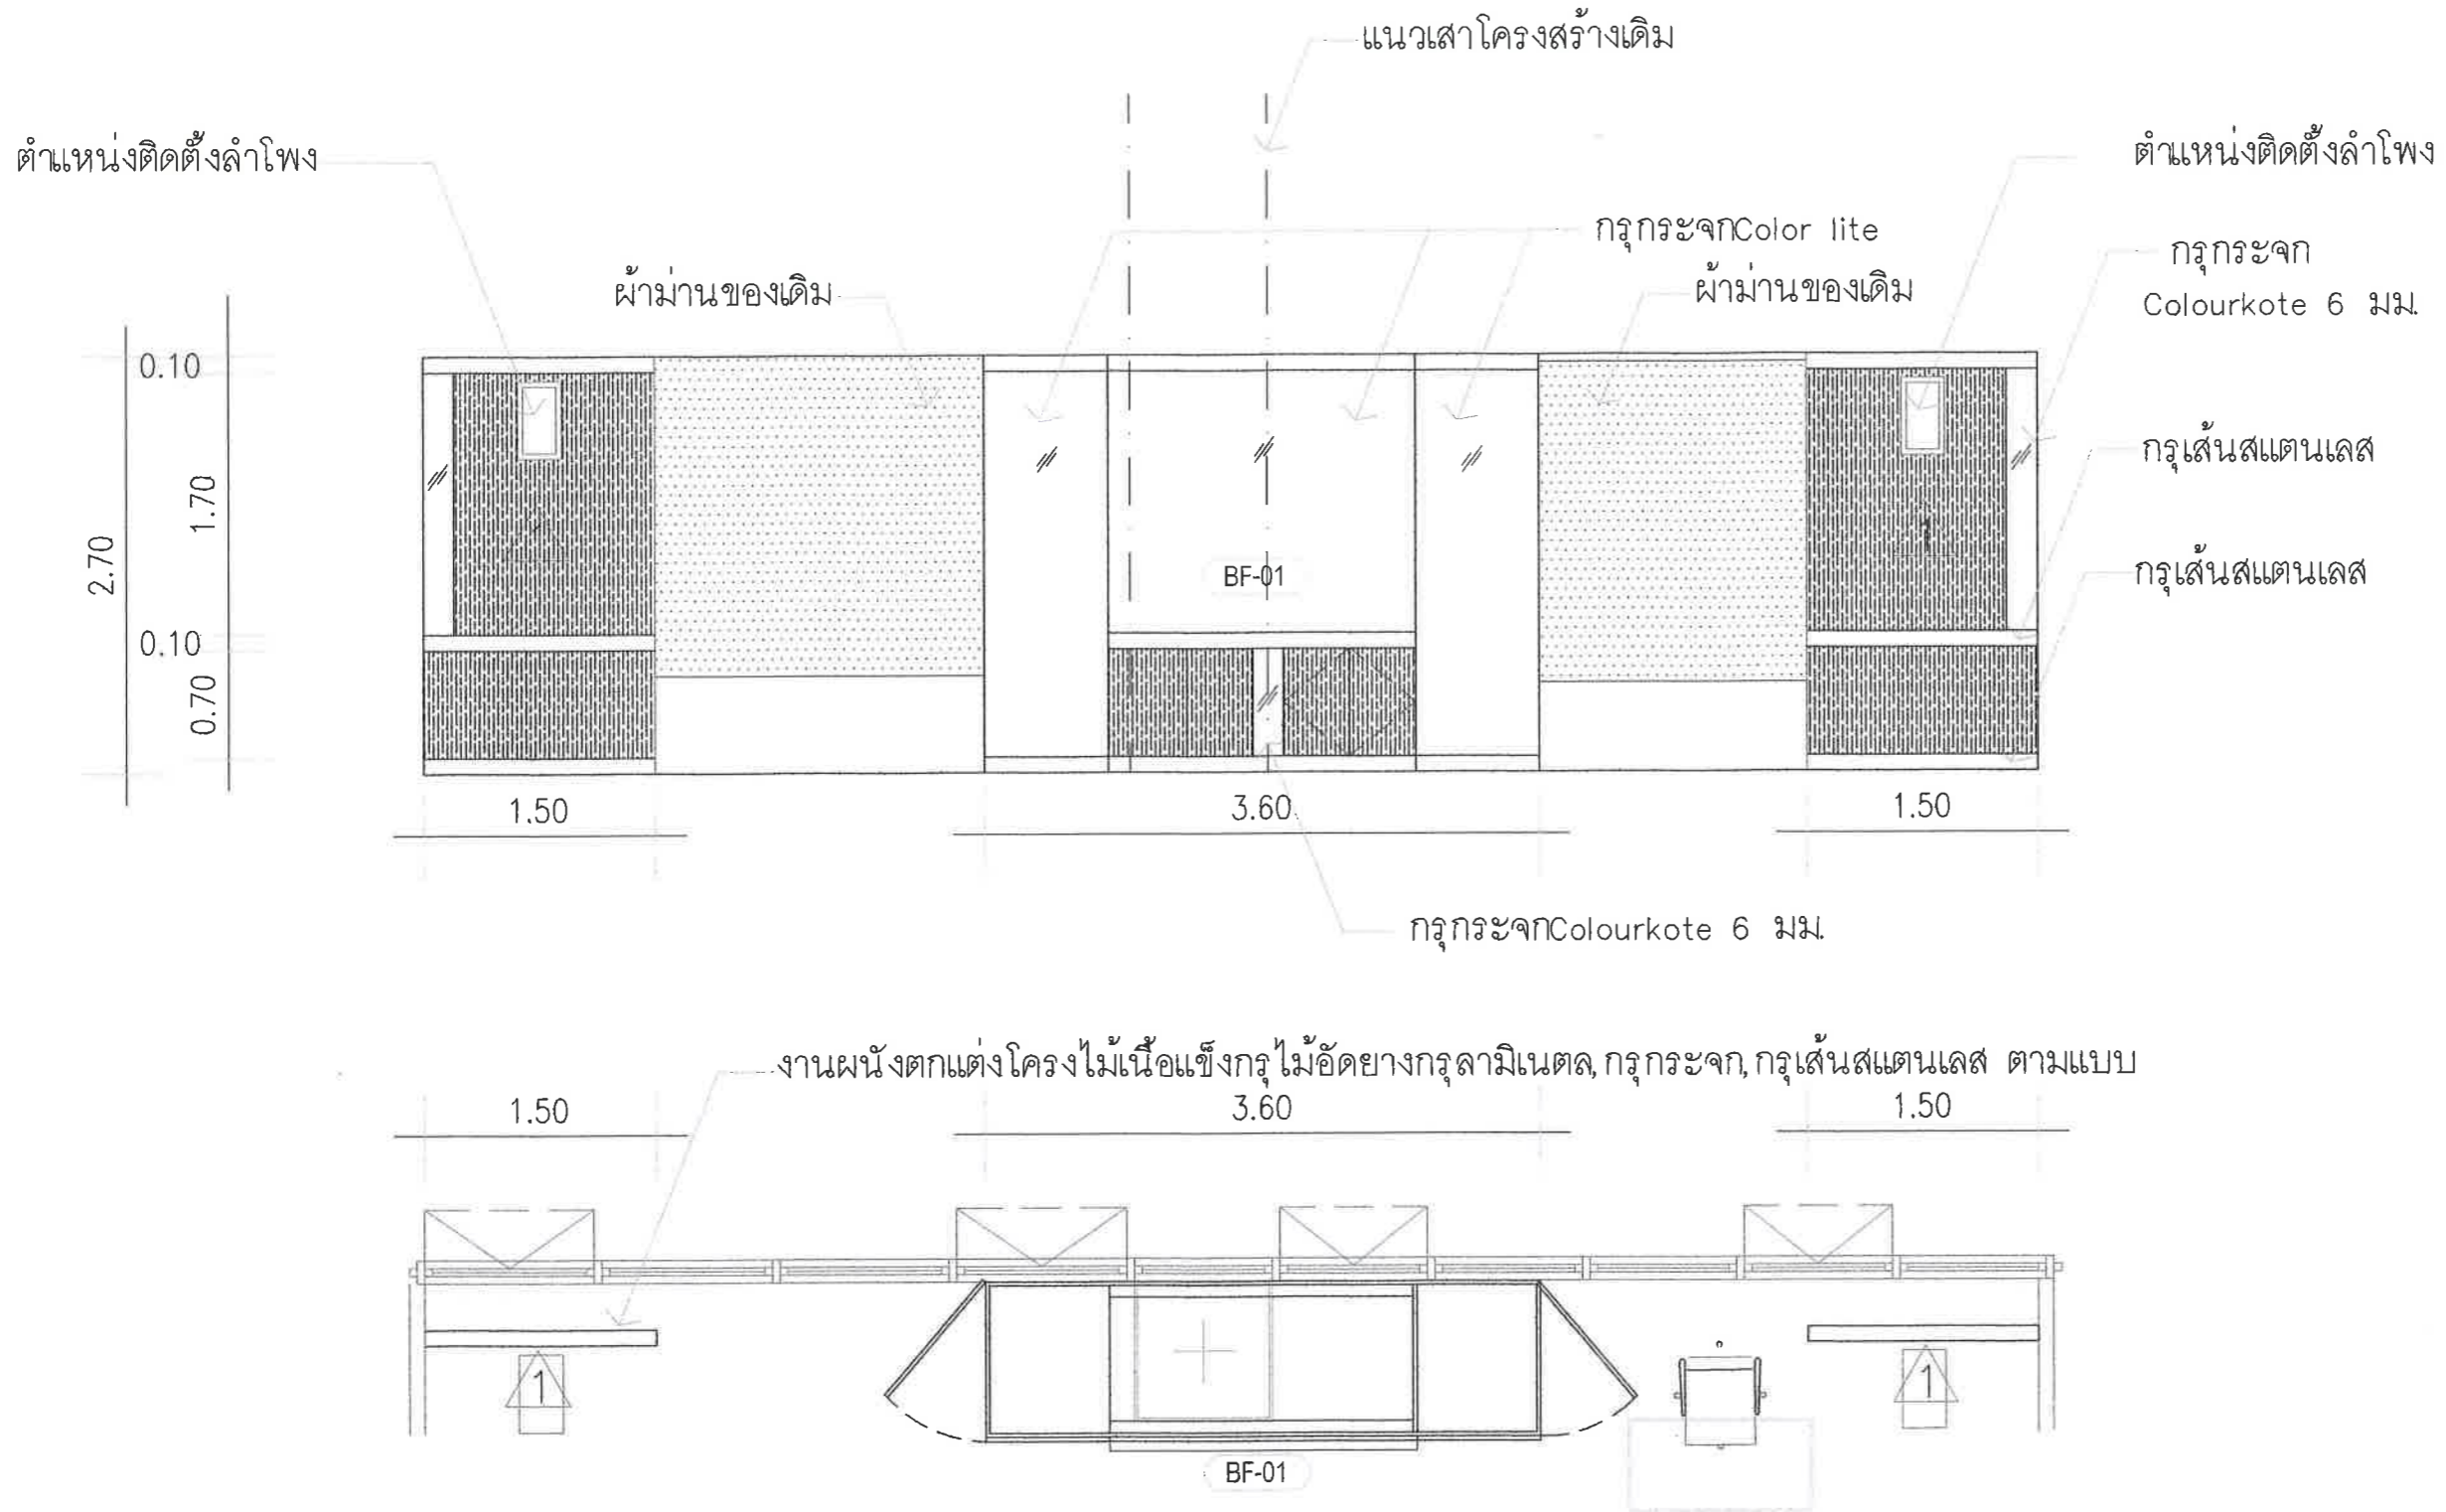 แนวเสาโครงสร้างเดิม
ตำแหน่งติดตั้งลำโพง
ตำแหน่งติดตั้งลำโพง
กรุกระจกColor lite
กรุกระจก
Colourkote 6 มม.
ผ้าม่านของเดิม
ผ้าม่านของเดิม
0.10
1.70
2.70
0.10
0.70
กรุเส้นสแตนเลส
กรุเส้นสแตนเลส
1
BF-01
1.50
3.60
1.50
กรุกระจกColourkote 6 มม.
งานผนังตกแต่งโครงไม้เนื้อแข็งกรุไม้อัดยางกรุลามิเนตล, กรุกระจก, กรุเส้นสแตนเลส ตามแบบ
1.50
3.60
1.50
1
1
BF-01